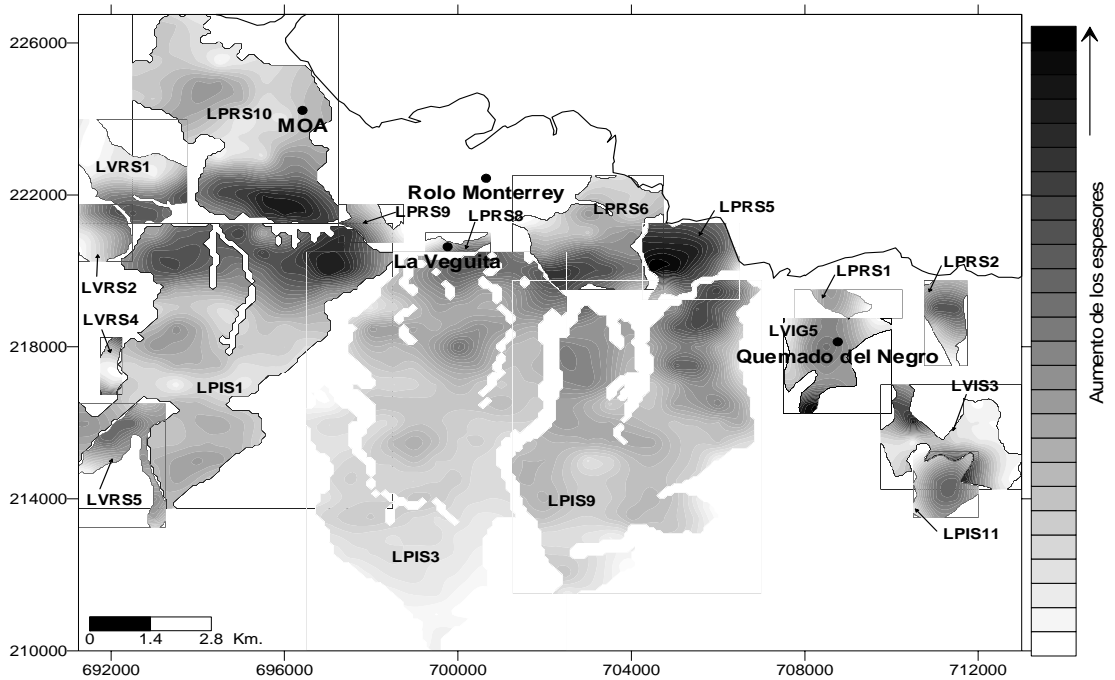 226000
222000
218000
214000
210000
692000
696000
700000
704000
708000
712000
LPRS10
MOA
LVRS1
Rolo Monterrey
LPRS9
LPRS8
LPRS6
LPRS5
La Veguita
LVRS2
LPRS1
LPRS2
LVRS4
LVIG5
Quemado del Negro
LPIS1
LVIS3
LVRS5
LPIS9
LPIS11
LPIS3
0 1.4 2.8 Km.
Aumento de los espesores